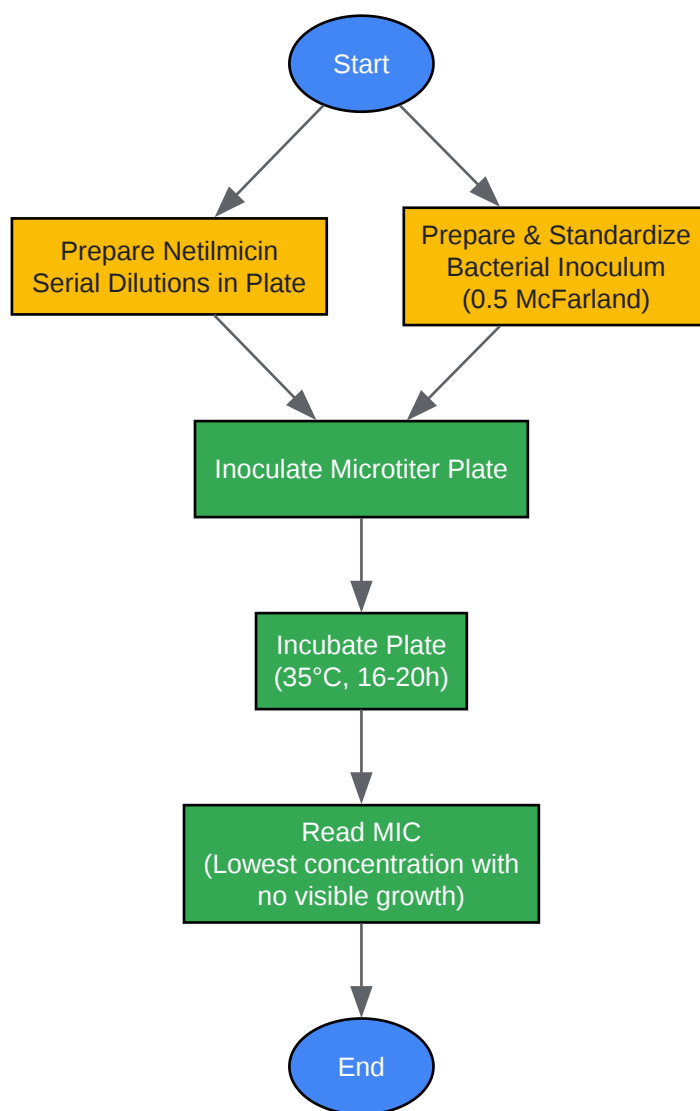 Start
Prepare Netilmicin
Serial Dilutions in Plate
Prepare & Standardize
Bacterial Inoculum
(0.5 McFarland)
Inoculate Microtiter Plate
Incubate Plate
(35°C, 16-20h)
Read MIC
(Lowest concentration with
no visible growth)
End